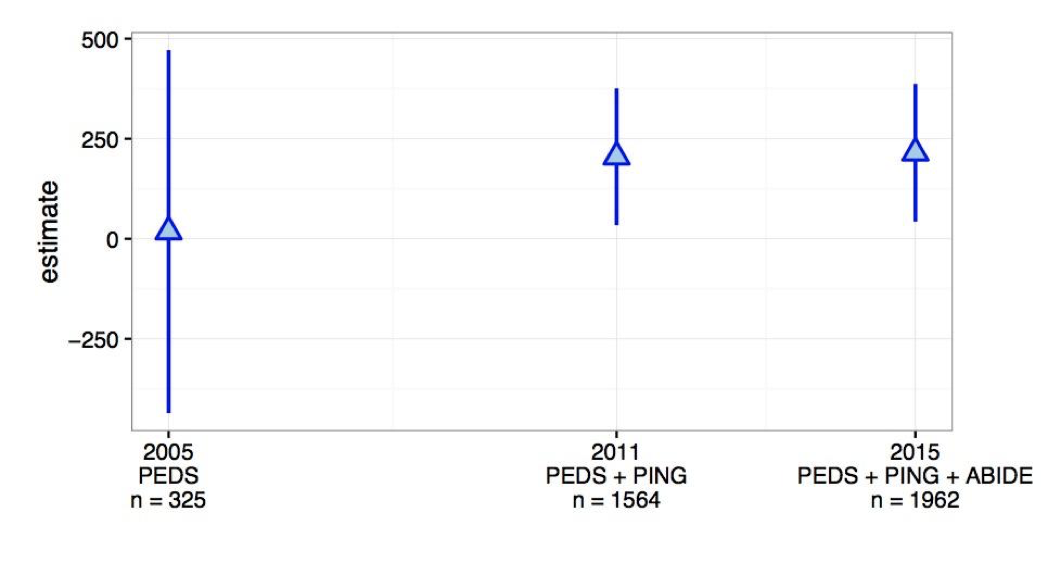 500
250
0
−250
estimate
2005
PEDS
n = 325
2011
PEDS + PING
n = 1564
2015
PEDS + PING + ABIDE
n = 1962